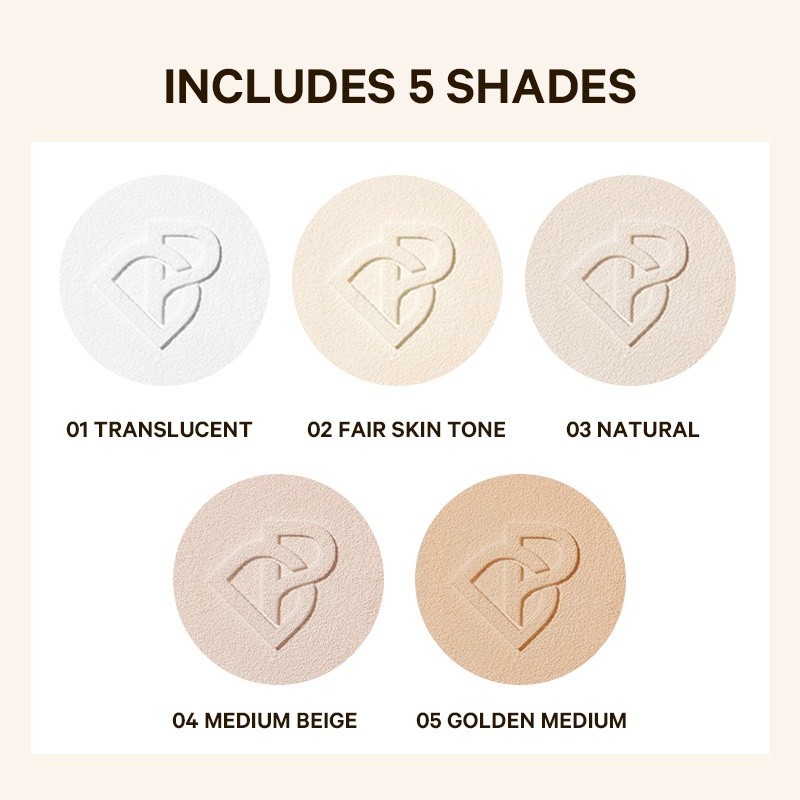 INCLUDES 5 SHADES
01 TRANSLUCENT
02 FAIR SKIN TONE
03 NATURAL
04 MEDIUM BEIGE
05 GOLDEN MEDIUM